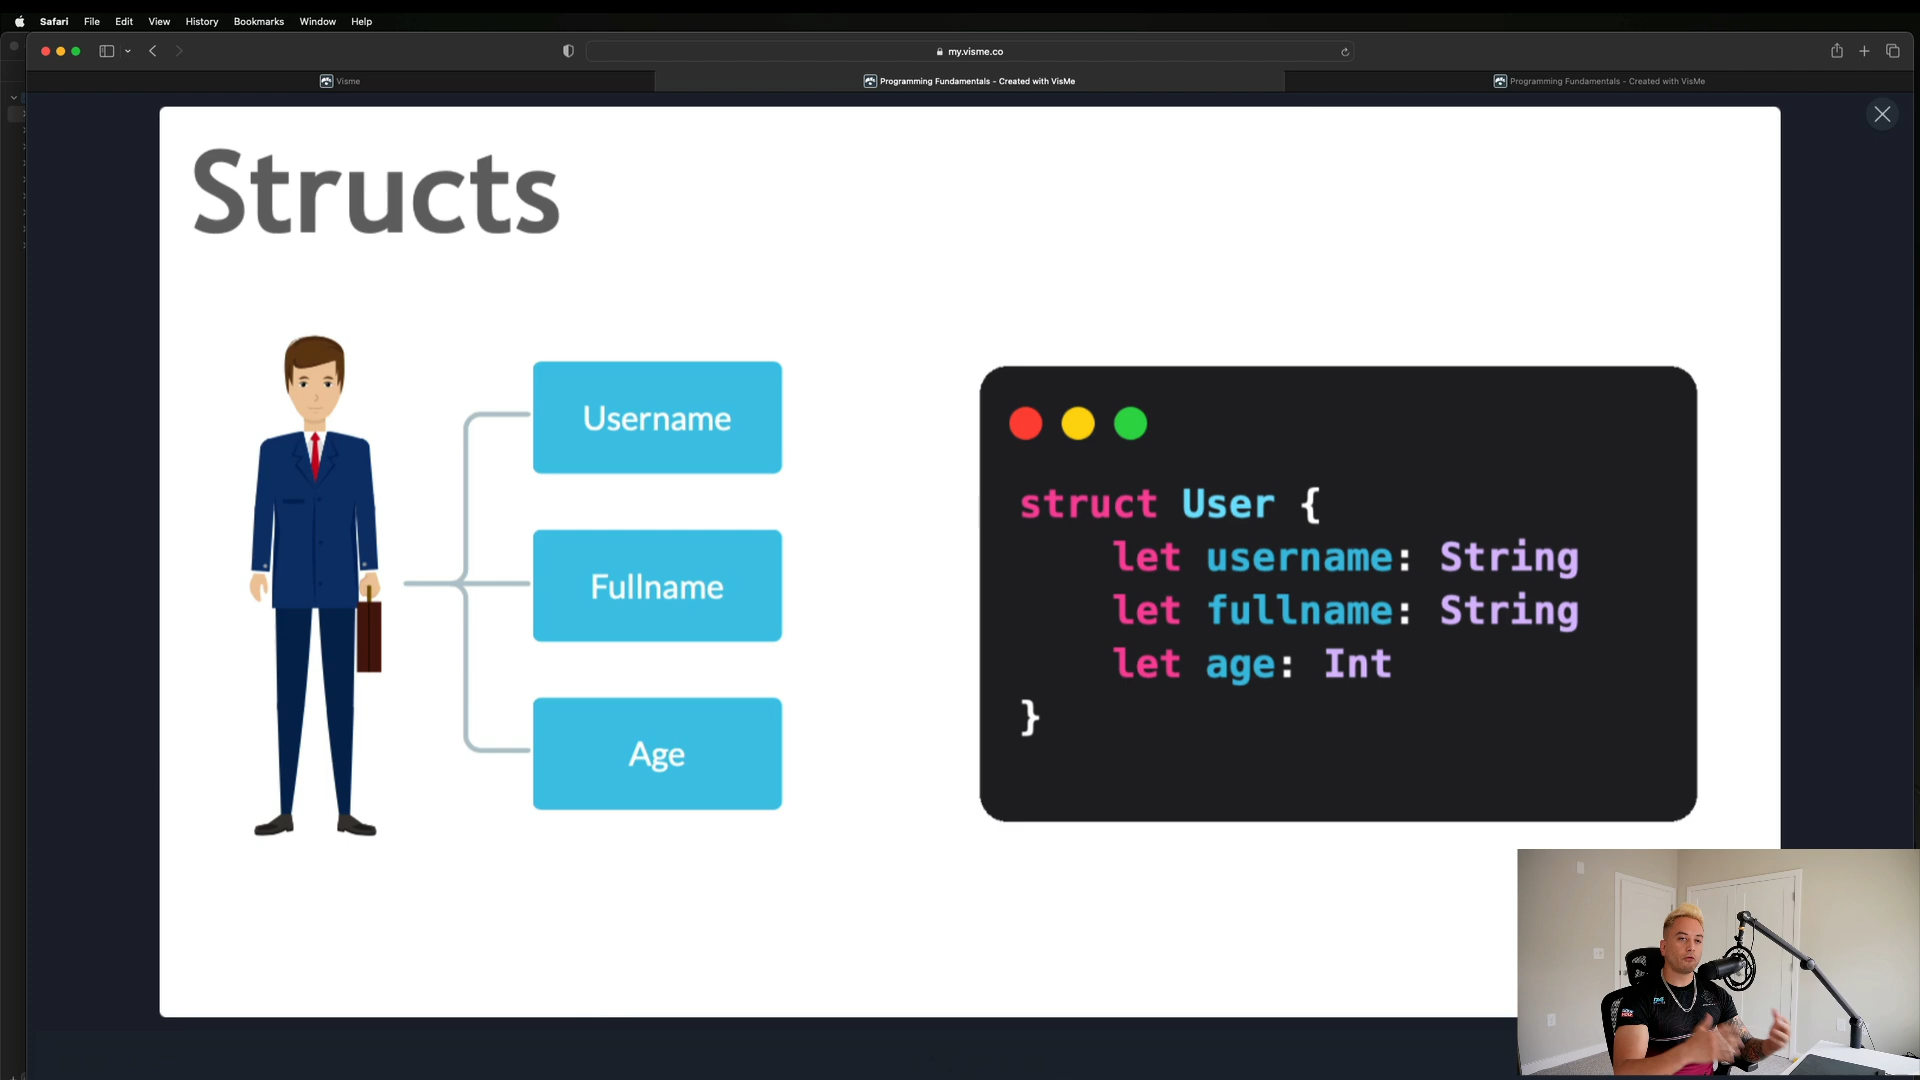 Safari File Edit View History Bookmarks Window Help
my.visme.co
Visme
Programming Fundamentals - Created with VisMe
Programming Fundamentals - Created with VisMe
Structs
Username
Fullname
Age
struct User {
let username: String
let fullname: String
let age: Int
}